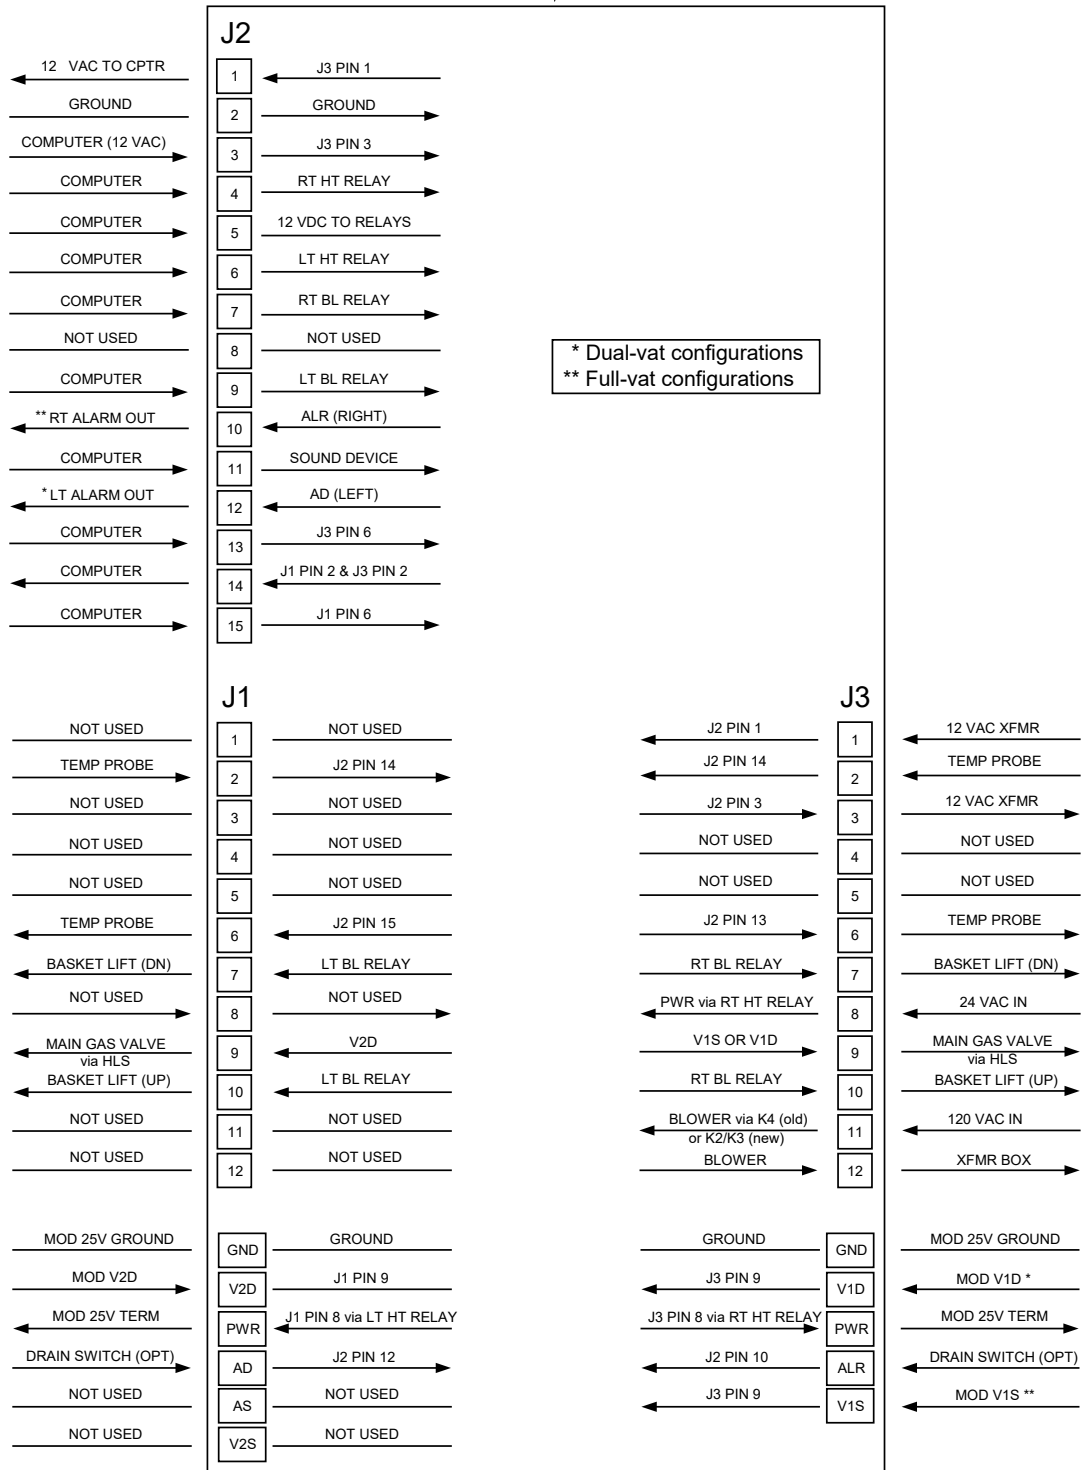 J2
12 VAC TO CPTR 1 J3 PIN 1
GROUND 2 GROUND
COMPUTER (12 VAC) 3 J3 PIN 3
COMPUTER 4 RT HT RELAY
COMPUTER 5 12 VDC TO RELAYS
COMPUTER 6 LT HT RELAY
COMPUTER 7 RT BL RELAY
NOT USED 8 NOT USED
* Dual-vat configurations
** Full-vat configurations
COMPUTER 9 LT BL RELAY
** RT ALARM OUT 10 ALR (RIGHT)
COMPUTER 11 SOUND DEVICE
* LT ALARM OUT 12 AD (LEFT)
COMPUTER 13 J3 PIN 6
COMPUTER 14 J1 PIN 2 & J3 PIN 2
COMPUTER 15 J1 PIN 6
J1 J3
NOT USED 1 NOT USED J2 PIN 1 1 12 VAC XFMR
TEMP PROBE 2 J2 PIN 14 J2 PIN 14 2 TEMP PROBE
NOT USED 3 NOT USED J2 PIN 3 3 12 VAC XFMR
NOT USED 4 NOT USED NOT USED 4 NOT USED
NOT USED 5 NOT USED NOT USED 5 NOT USED
TEMP PROBE 6 J2 PIN 15 J2 PIN 13 6 TEMP PROBE
BASKET LIFT (DN) 7 LT BL RELAY RT BL RELAY 7 BASKET LIFT (DN)
NOT USED 8 NOT USED PWR via RT HT RELAY 8 24 VAC IN
MAIN GAS VALVE 9 V2D V1S OR V1D 9 MAIN GAS VALVE
via HLS via HLS
BASKET LIFT (UP) 10 LT BL RELAY RT BL RELAY 10 BASKET LIFT (UP)
NOT USED 11 NOT USED BLOWER via K4 (old) 11 120 VAC IN
or K2/K3 (new)
NOT USED 12 NOT USED BLOWER 12 XFMR BOX
MOD 25V GROUND GND GROUND GROUND GND MOD 25V GROUND
MOD V2D V2D J1 PIN 9 J3 PIN 9 V1D MOD V1D *
MOD 25V TERM PWR J1 PIN 8 via LT HT RELAY J3 PIN 8 via RT HT RELAY PWR MOD 25V TERM
DRAIN SWITCH (OPT) AD J2 PIN 12 J2 PIN 10 ALR DRAIN SWITCH (OPT)
NOT USED AS NOT USED J3 PIN 9 V1S MOD V1S **
NOT USED V2S NOT USED